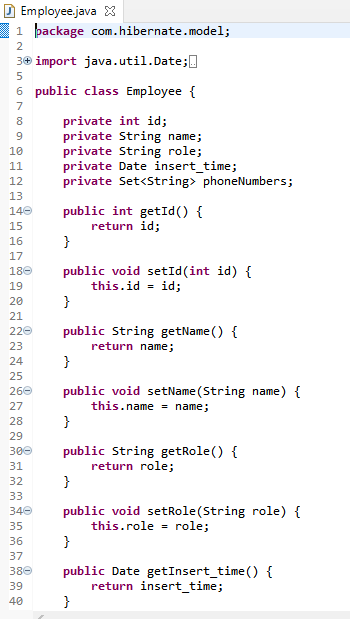 Employee.java
1 package com.hibernate.model;
2
3 import java.util.Date;
5
6 public class Employee {
7
8 private int id;
9 private String name;
10 private String role;
11 private Date insert_time;
12 private Set<String> phoneNumbers;
13
14 public int getId() {
15 return id;
16 }
17
18 public void setId(int id) {
19 this.id = id;
20 }
21
22 public String getName() {
23 return name;
24 }
25
26 public void setName(String name) {
27 this.name = name;
28 }
29
30 public String getRole() {
31 return role;
32 }
33
34 public void setRole(String role) {
35 this.role = role;
36 }
37
38 public Date getInsert_time() {
39 return insert_time;
40 }